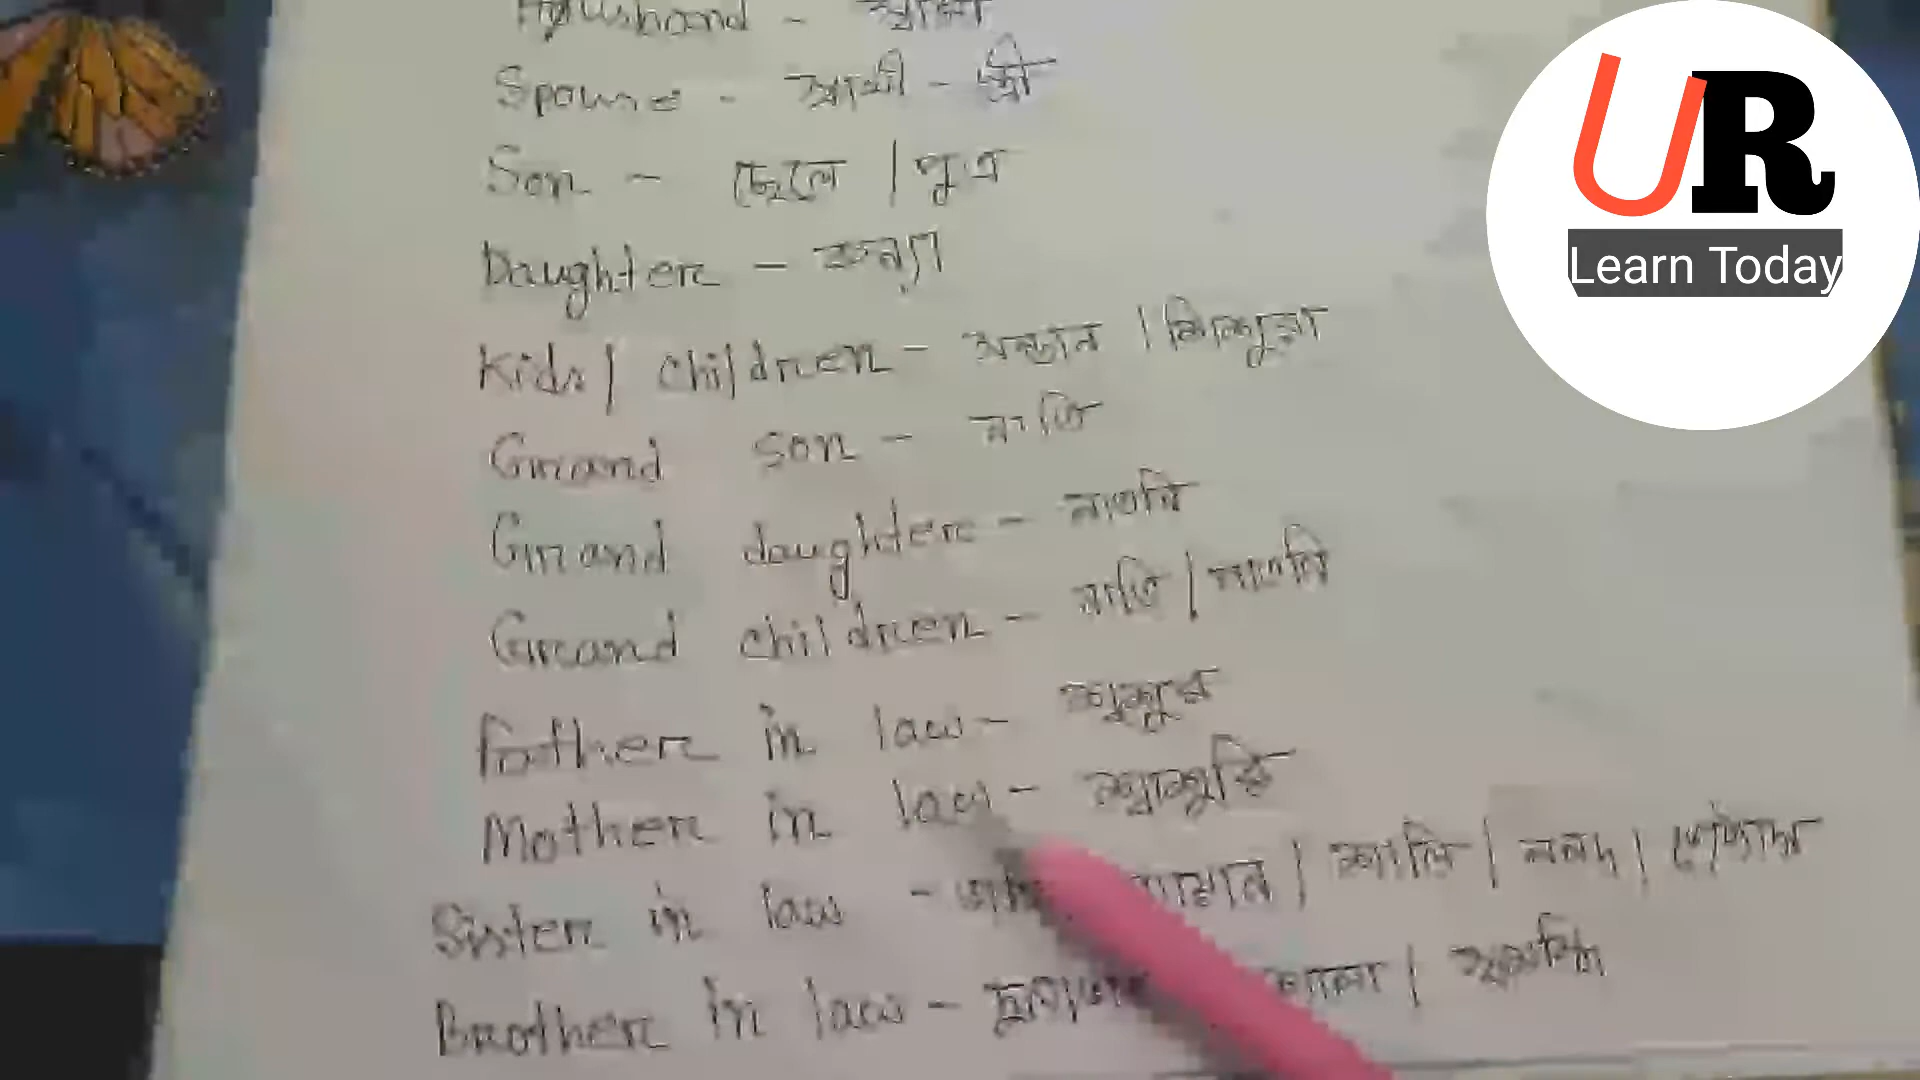 Housband - স্বামী
Spouse - স্বামী - স্ত্রী
Son - ছেলে | পুত্র
Daughter - কন্যা
Kids | children - সন্তান | শিশুরা
Grand son - নাতি
Grand daughter - নাতনি
Grand children - নাতি | নাতনি
Father in law - শ্বশুর
Mother in law - শ্বাশুড়ি
Sister in law - | শালি | ননদ |
Brother in law -
UR
Learn Today